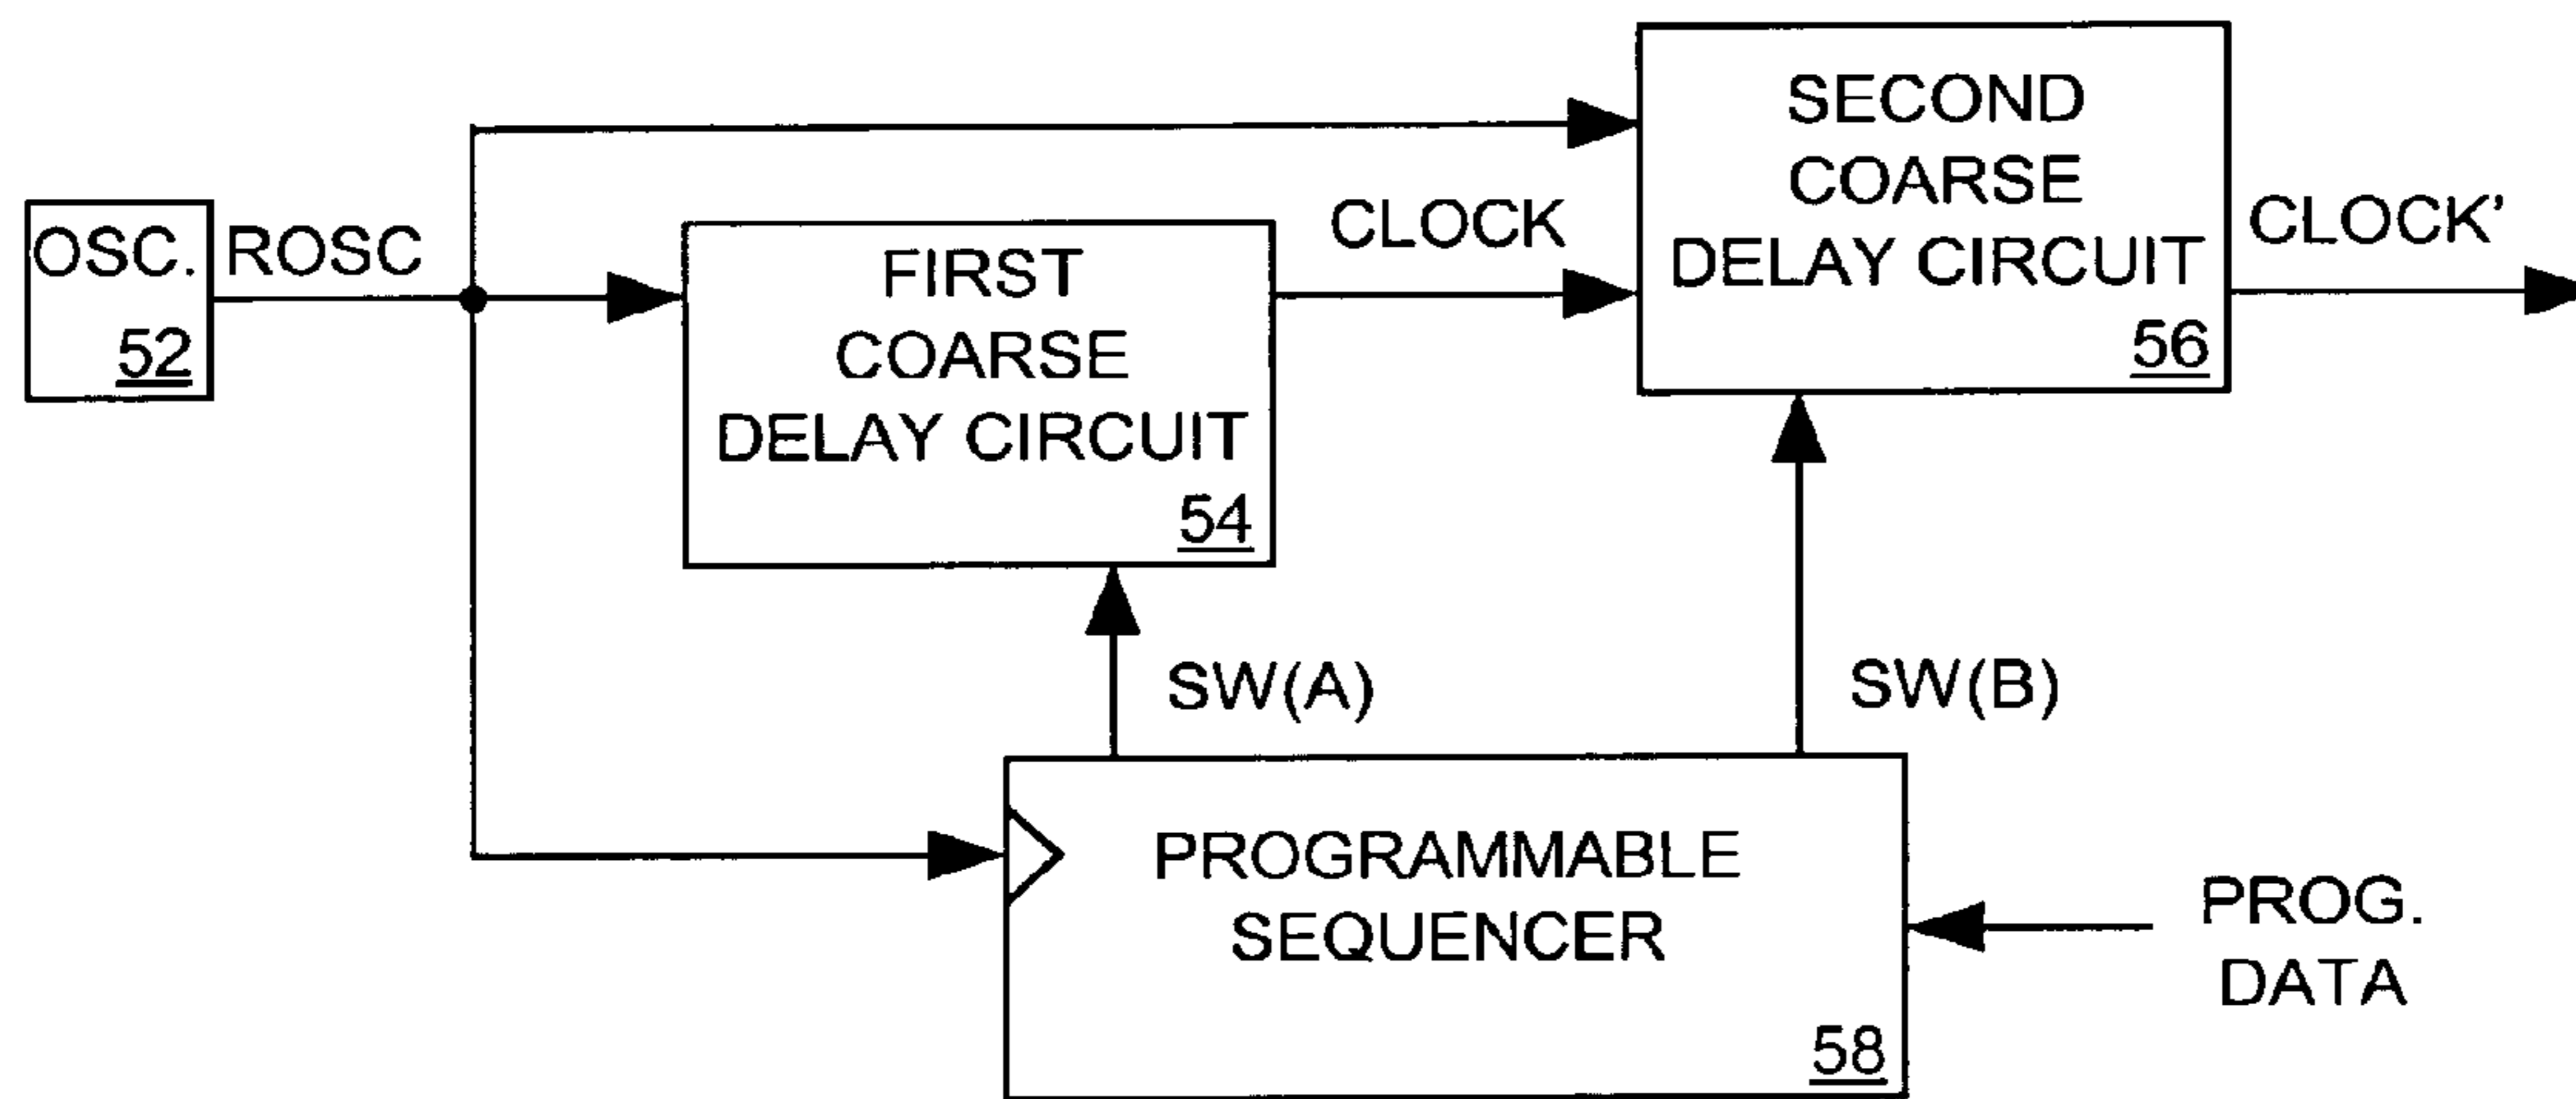 OSC.
52
ROSC
FIRST
COARSE
DELAY CIRCUIT
54
CLOCK
SECOND
COARSE
DELAY CIRCUIT
56
CLOCK'
SW(A)
SW(B)
PROGRAMMABLE
SEQUENCER
58
PROG.
DATA